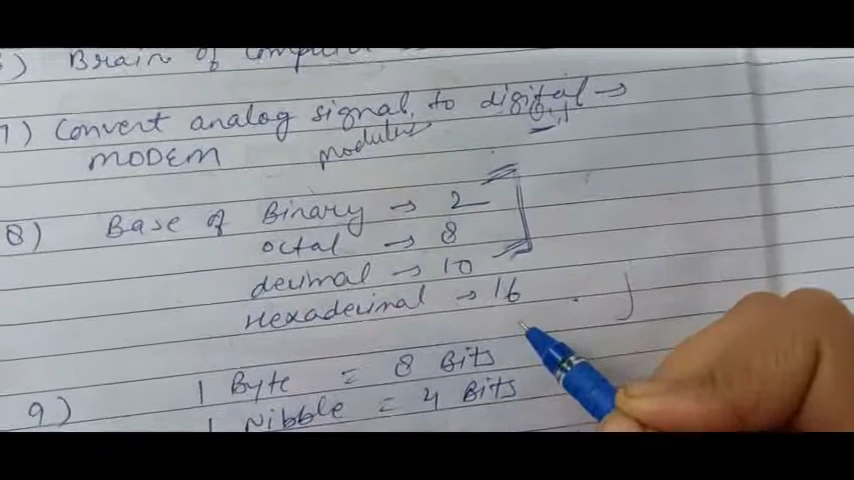 Brain of Computer
7) Convert analog signal to digital →
MODEM
8) Base of Binary → 2
octal → 8
decimal → 10
Hexadecimal → 16
9) 1 Byte = 8 Bits
1 Nibble = 4 Bits